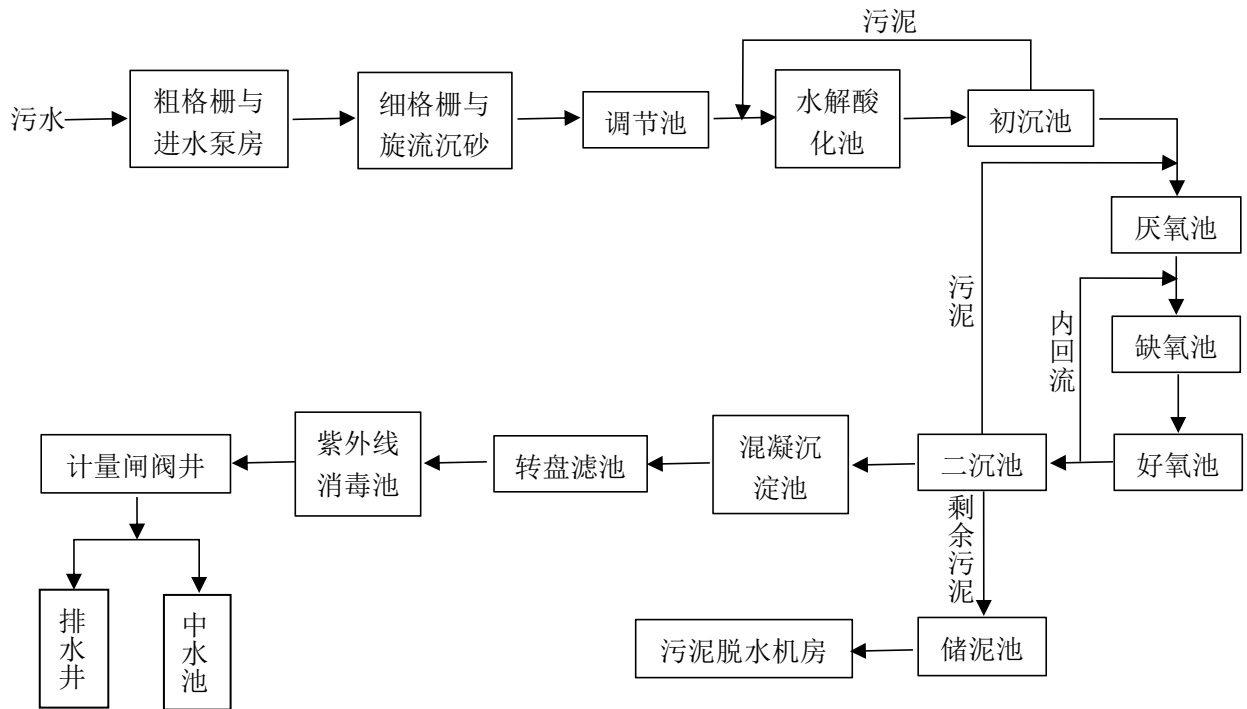 污泥
污水
粗格栅与
进水泵房
细格栅与
旋流沉砂
调节池
水解酸
化池
初沉池
厌氧池
污泥
内回流
缺氧池
计量闸阀井
紫外线
消毒池
转盘滤池
混凝沉
淀池
二沉池
好氧池
剩余污泥
排水井
中水池
污泥脱水机房
储泥池